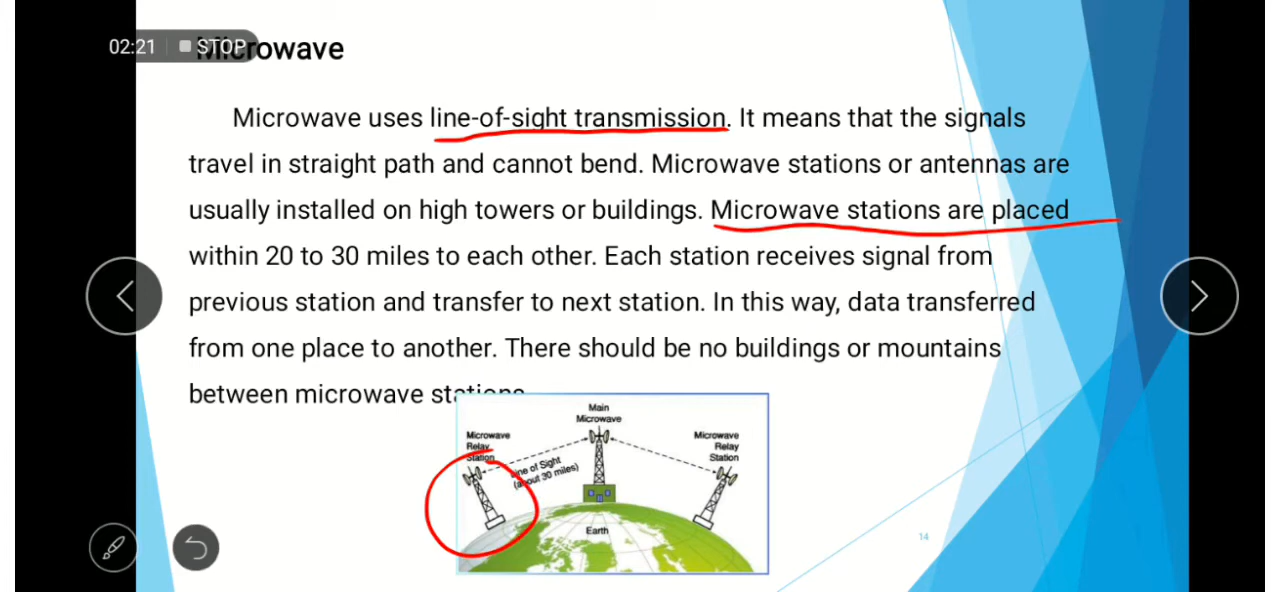 02:21 STOP
Microwave
Microwave uses line-of-sight transmission. It means that the signals
travel in straight path and cannot bend. Microwave stations or antennas are
usually installed on high towers or buildings. Microwave stations are placed
within 20 to 30 miles to each other. Each station receives signal from
previous station and transfer to next station. In this way, data transferred
from one place to another. There should be no buildings or mountains
between microwave stations
Main
Microwave
Microwave
Relay
Station
Line of Sight
(about 30 miles)
Microwave
Relay
Station
Earth
14